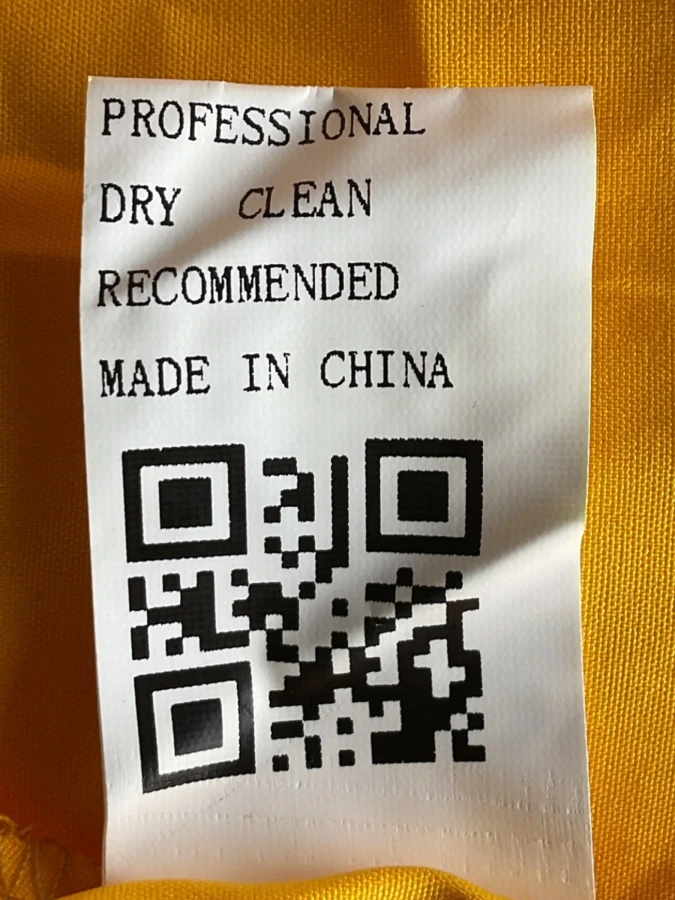 PROFESSIONAL
DRY CLEAN
RECOMMENDED
MADE IN CHINA